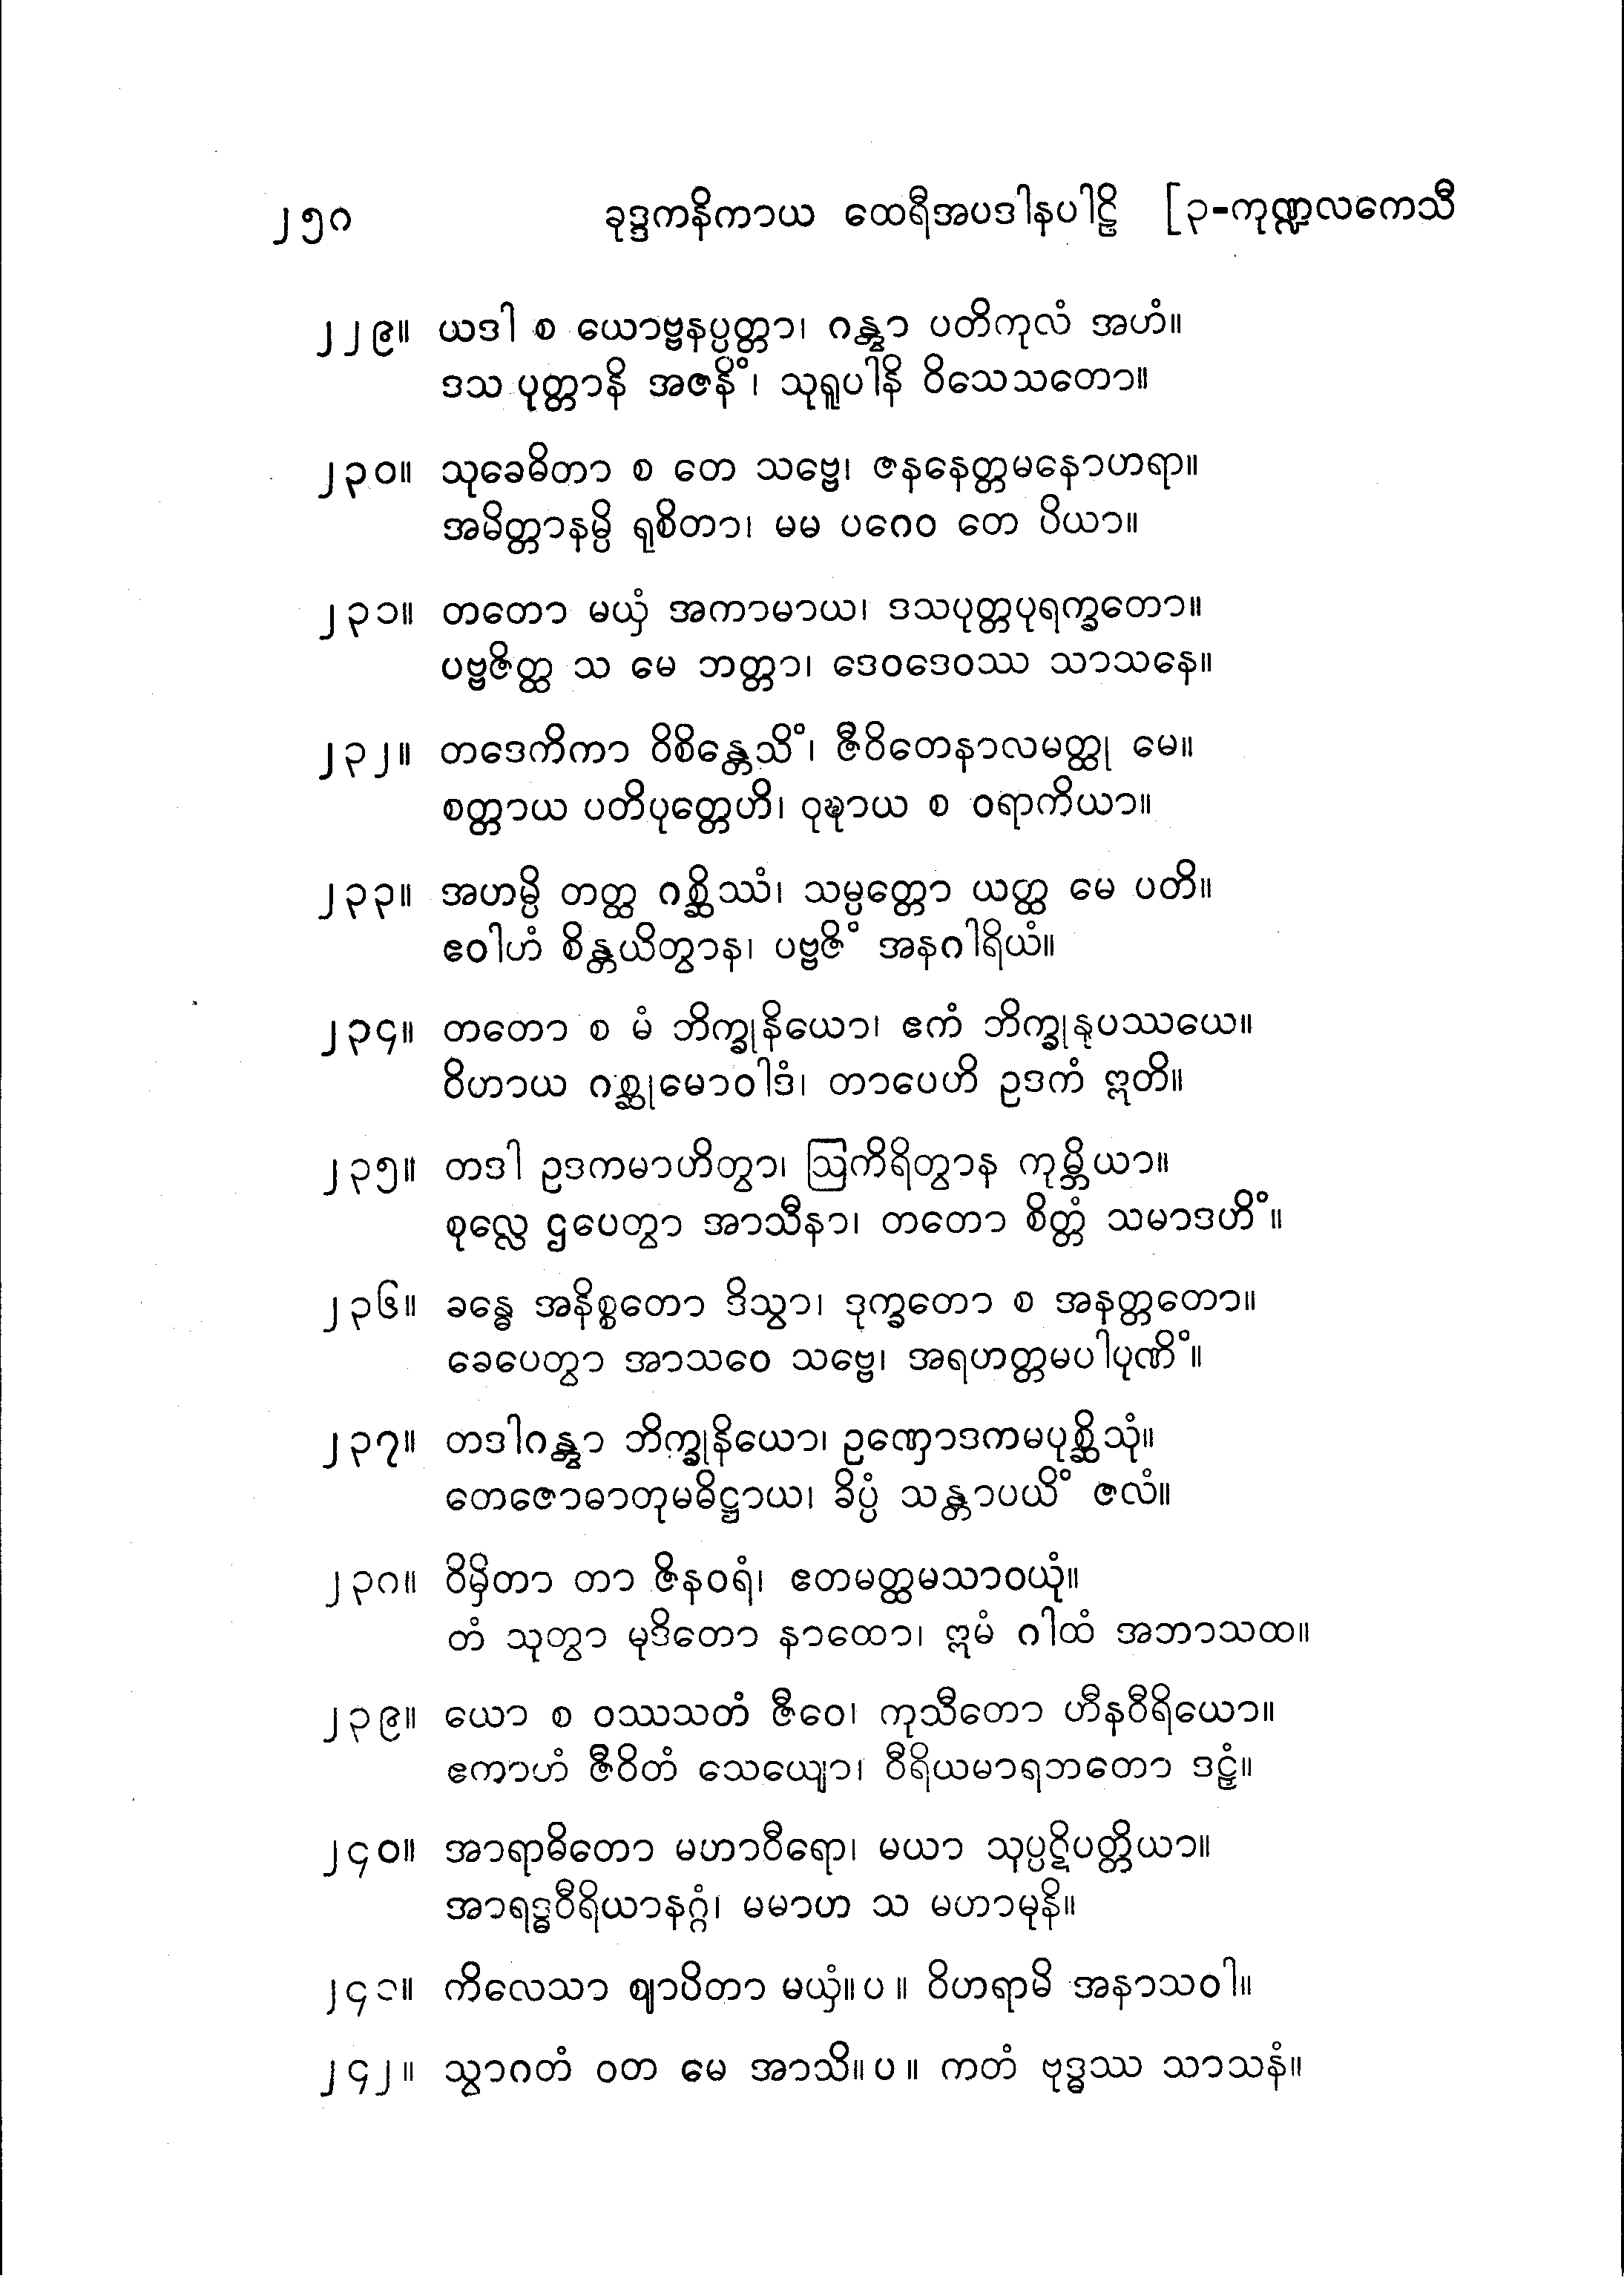 ၂၅၈ ခုဒ္ဒကနိကာယ ထေရီအပဒါနပါဠိ [၃-ကုဏ္ဍလကေသီ
၂၂၉။ ယဒါ စ ယောဗ္ဗနပ္ပတ္တာ၊ ဂန္တွာ ပတိကုလံ အဟံ။
ဒသ ပုတ္တာနိ အဇနိံ၊ သုရူပါနိ ဝိသေသတော။
၂၃၀။ သုခေဓိတာ စ တေ သဗ္ဗေ၊ ဇနနေတ္တမနောဟရာ။
အမိတ္တာနမ္ပိ ရုစိတာ၊ မမ ပဂေဝ တေ ပိယာ။
၂၃၁။ တတော မယှံ အကာမာယ၊ ဒသပုတ္တပုရက္ခတော။
ပဗ္ဗဇိတ္ထ သ မေ ဘတ္တာ၊ ဒေဝဒေဝဿ သာသနေ။
၂၃၂။ တဒေကိကာ ဝိစိန္တေသိံ၊ ဇီဝိတေနာလမတ္ထု မေ။
စတ္တာယ ပတိပုတ္တေဟိ၊ ဝုဍ္ဎာယ စ ဝရာကိယာ။
၂၃၃။ အဟမ္ပိ တတ္ထ ဂစ္ဆိဿံ၊ သမ္ပတ္တော ယတ္ထ မေ ပတိ။
ဧဝါဟံ စိန္တယိတွာန၊ ပဗ္ဗဇိံ အနဂါရိယံ။
၂၃၄။ တတော စ မံ ဘိက္ခုနိယော၊ ဧကံ ဘိက္ခုနုပဿယေ။
ဝိဟာယ ဂစ္ဆုမောဝါဒံ၊ တာပေဟိ ဥဒကံ ဣတိ။
၂၃၅။ တဒါ ဥဒကမာဟိတွာ၊ ဩကိရိတွာန ကုမ္ဘိယာ။
စုလ္လေ ဌပေတွာ အာသီနာ၊ တတော စိတ္တံ သမာဒဟိံ။
၂၃၆။ ခန္ဓေ အနိစ္စတော ဒိသွာ၊ ဒုက္ခတော စ အနတ္တတော။
ခေပေတွာ အာသဝေ သဗ္ဗေ၊ အရဟတ္တမပါပုဏိံ။
၂၃၇။ တဒါဂန္တွာ ဘိက္ခုနိယော၊ ဥဏှောဒကမပုစ္ဆိသုံ။
တေဇောဓာတုမဓိဋ္ဌာယ၊ ခိပ္ပံ သန္တာပယိံ ဇလံ။
၂၃၈။ ဝိမှိတာ တာ ဇိနဝရံ၊ ဧတမတ္ထမသာဝယုံ။
တံ သုတွာ မုဒိတော နာထော၊ ဣမံ ဂါထံ အဘာသထ။
၂၃၉။ ယော စ ဝဿသတံ ဇီဝေ၊ ကုသီတော ဟီနဝီရိယော။
ဧကာဟံ ဇီဝိတံ သေယျော၊ ဝီရိယမာရဘတော ဒဠှံ။
၂၄၀။ အာရာဓိတော မဟာဝီရော၊ မယာ သုပ္ပဋိပတ္တိယာ။
အာရဒ္ဓဝီရိယာနဂ္ဂံ၊ မမာဟ သ မဟာမုနိ။
၂၄၁။ ကိလေသာ ဈာပိတာ မယှံ။ပ။ ဝိဟရာမိ အနာသဝါ။
၂၄၂။ သွာဂတံ ဝတ မေ အာသိ။ပ။ ကတံ ဗုဒ္ဓဿ သာသနံ။